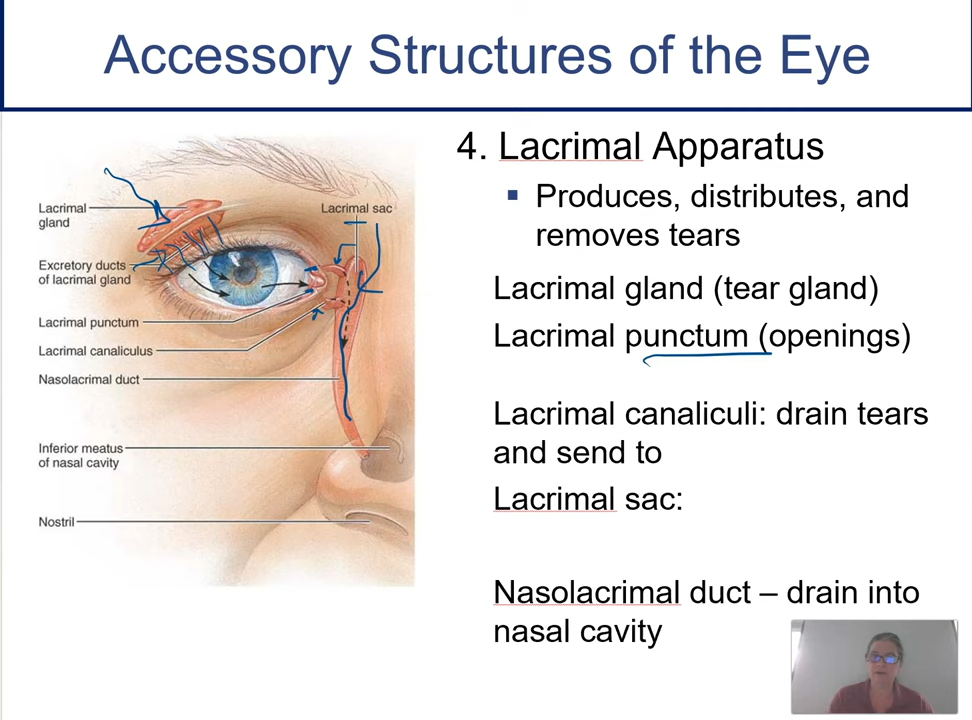 Accessory Structures of the Eye
4. Lacrimal Apparatus
Produces, distributes, and
removes tears
Lacrimal gland (tear gland)
Lacrimal punctum (openings)
Lacrimal canaliculi: drain tears
and send to
Lacrimal sac:
Nasolacrimal duct – drain into
nasal cavity
Lacrimal
gland
Lacrimal sac
Excretory ducts
of lacrimal gland
Lacrimal punctum
Lacrimal canaliculus
Nasolacrimal duct
Inferior meatus
of nasal cavity
Nostril